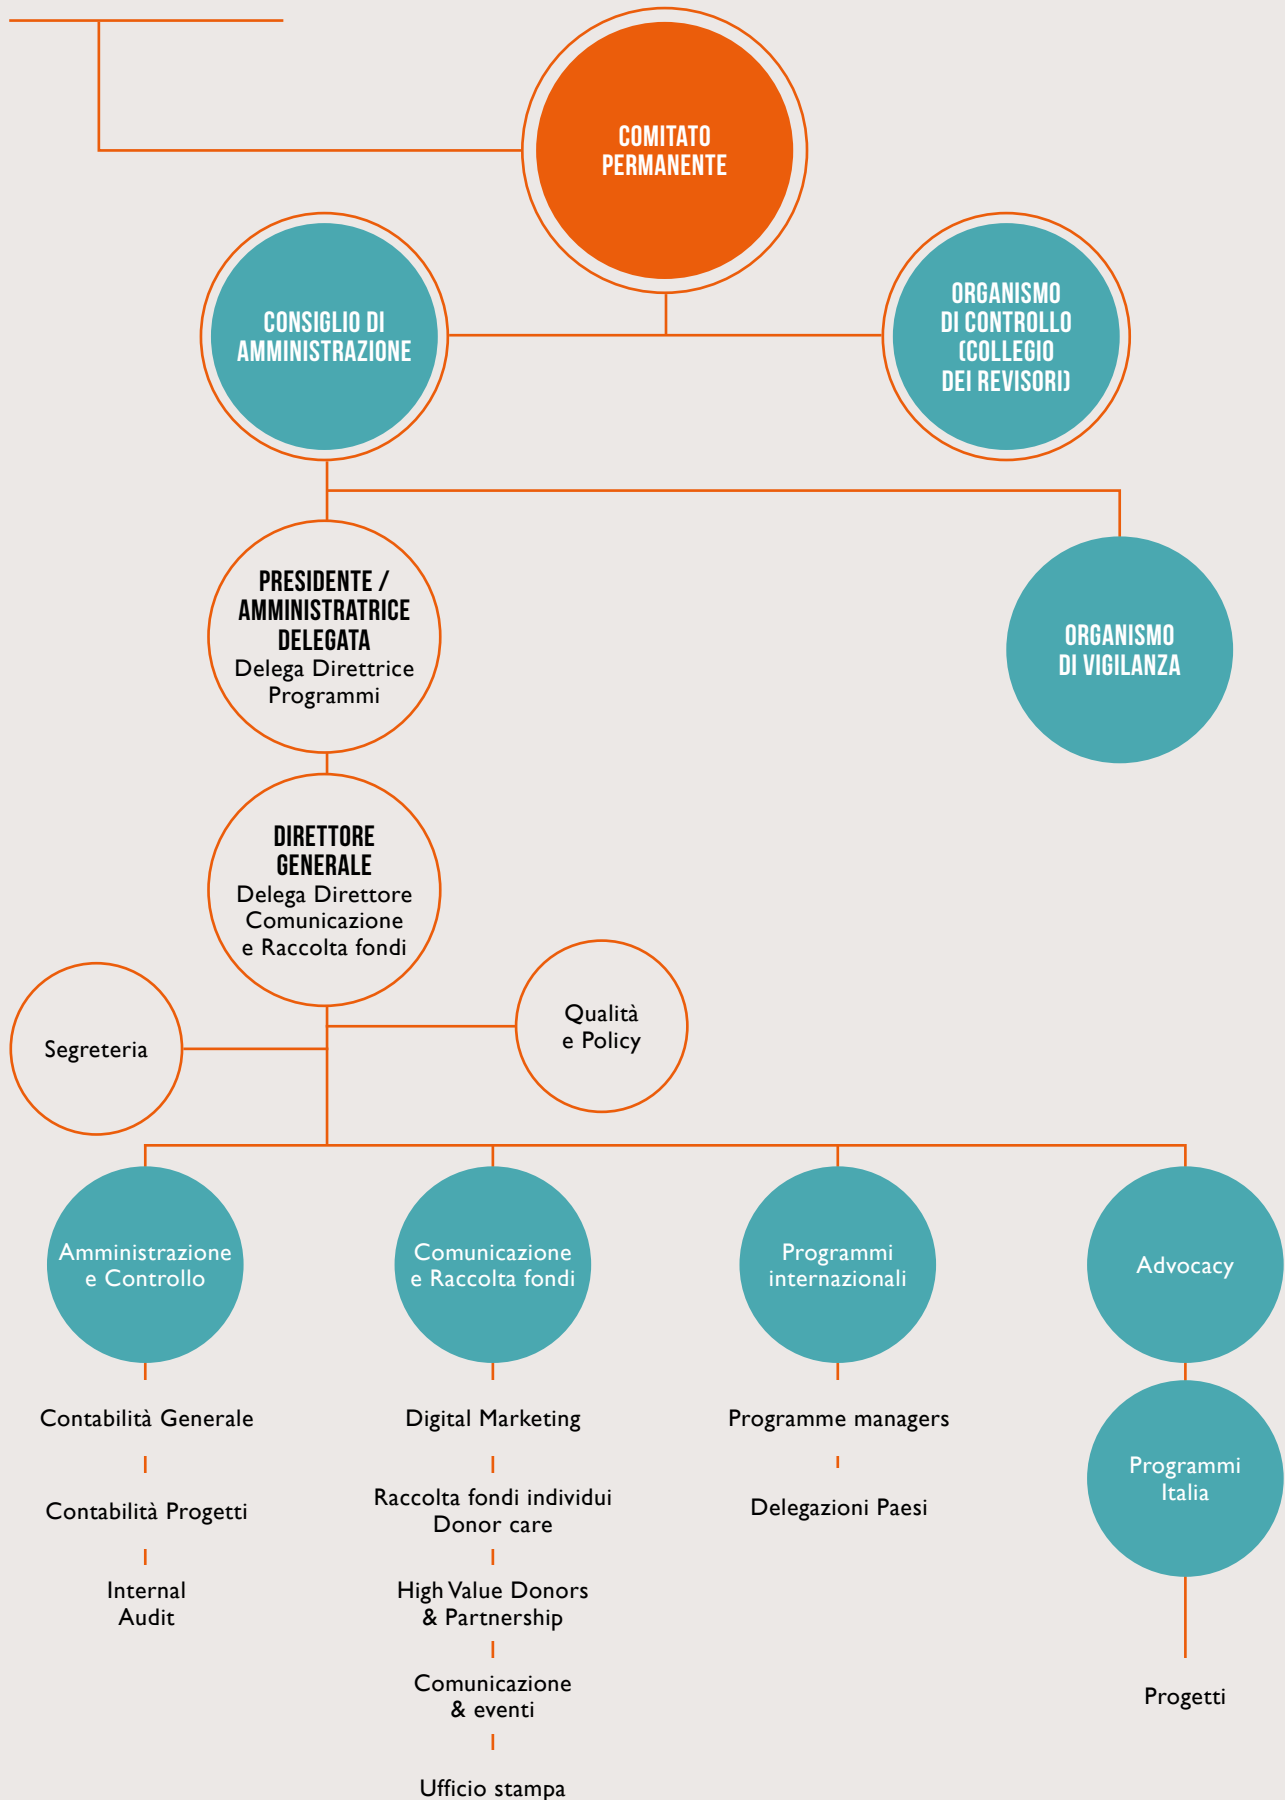 COMITATO
PERMANENTE
CONSIGLIO DI
AMMINISTRAZIONE
ORGANISMO
DI CONTROLLO
(COLLEGIO
DEI REVISORI)
PRESIDENTE /
AMMINISTRATRICE
DELEGATA
Delega Direttrice
Programmi
ORGANISMO
DI VIGILANZA
DIRETTORE
GENERALE
Delega Direttore
Comunicazione
e Raccolta fondi
Segreteria
Qualità
e Policy
Amministrazione
e Controllo
Contabilità Generale
Contabilità Progetti
Internal
Audit
Comunicazione
e Raccolta fondi
Digital Marketing
Raccolta fondi individui
Donor care
High Value Donors
& Partnership
Comunicazione
& eventi
Ufficio stampa
Programmi
internazionali
Programme managers
Delegazioni Paesi
Advocacy
Programmi
Italia
Progetti